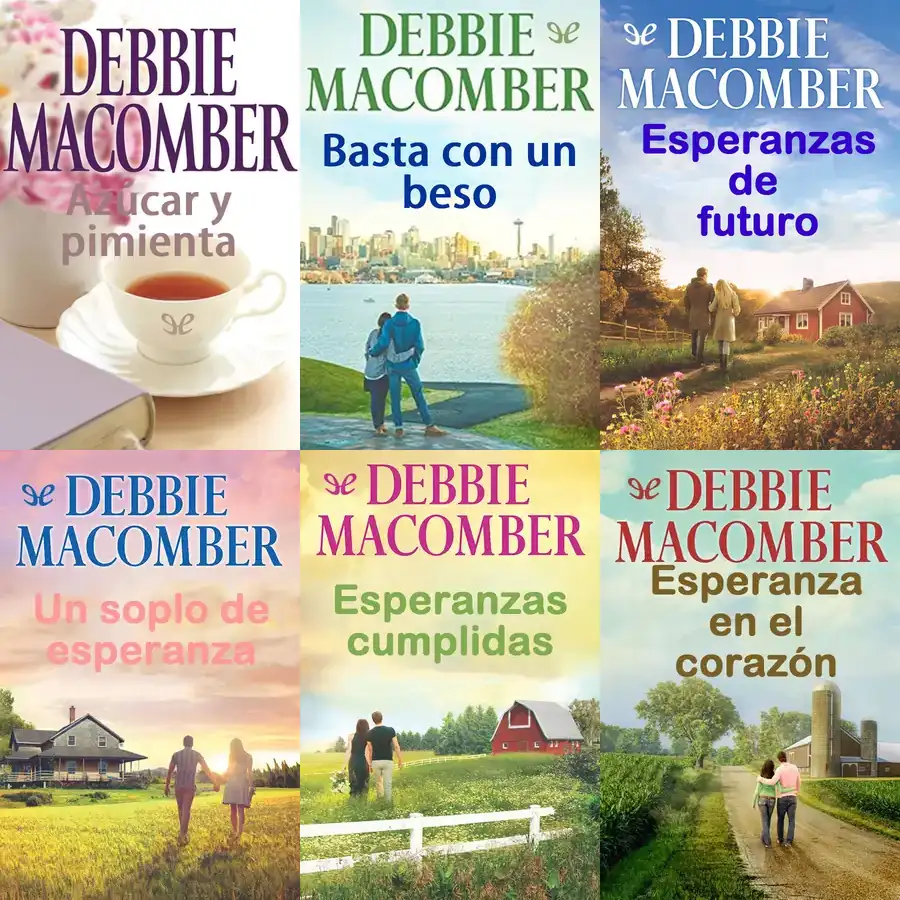 DEBBIE
MACOMBER
Azúcar y
pimienta
DEBBIE
MACOMBER
Basta con un
beso
DEBBIE
MACOMBER
Esperanzas
de
futuro
DEBBIE
MACOMBER
Un soplo de
esperanza
DEBBIE
MACOMBER
Esperanzas
cumplidas
DEBBIE
MACOMBER
Esperanza
en el
corazón